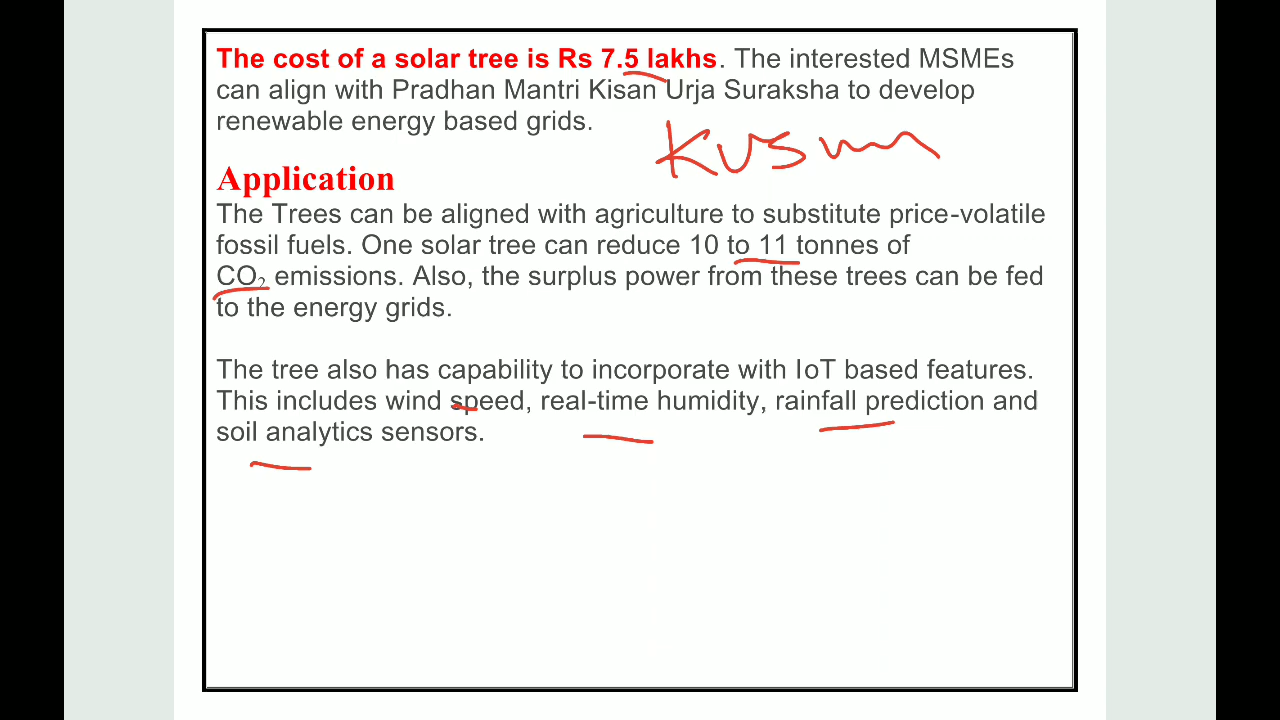 The cost of a solar tree is Rs 7.5 lakhs. The interested MSMEs
can align with Pradhan Mantri Kisan Urja Suraksha to develop
renewable energy based grids.
Kusum
Application
The Trees can be aligned with agriculture to substitute price-volatile
fossil fuels. One solar tree can reduce 10 to 11 tonnes of
CO₂ emissions. Also, the surplus power from these trees can be fed
to the energy grids.
The tree also has capability to incorporate with IoT based features.
This includes wind speed, real-time humidity, rainfall prediction and
soil analytics sensors.